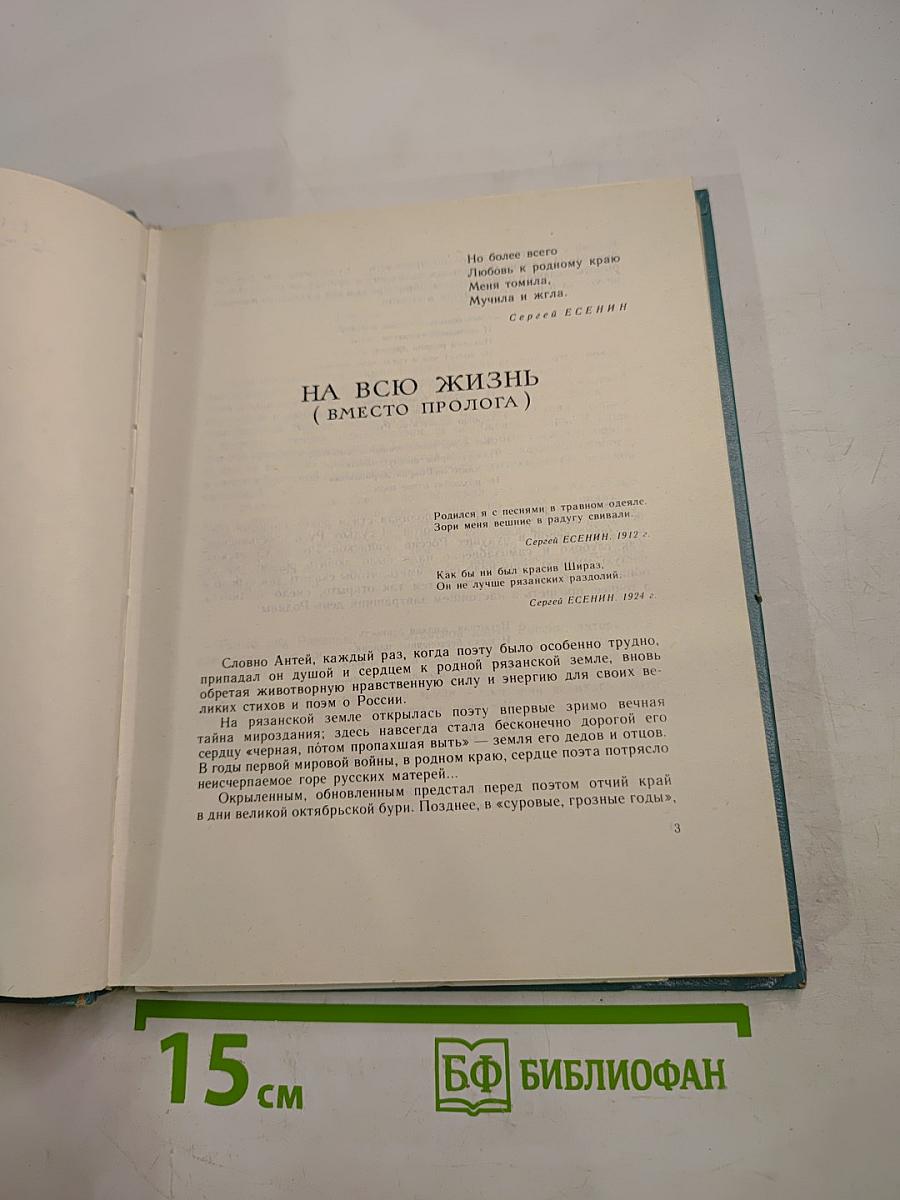 Но более всего
Любовь к родному краю
Меня томила,
Мучила и жгла.
Сергей ЕСЕНИН
НА ВСЮ ЖИЗНЬ
(ВМЕСТО ПРОЛОГА)
Родился я с песнями в травном одеяле.
Зори меня вешние в радугу свивали.
Сергей ЕСЕНИН. 1912 г.
Как бы ни был красив Шираз,
Он не лучше рязанских раздолий.
Сергей ЕСЕНИН. 1924 г.
Словно Антей, каждый раз, когда поэту было особенно трудно,
припадал он душой и сердцем к родной рязанской земле, вновь
обретая животворную нравственную силу и энергию для своих ве-
ликих стихов и поэм о России.
На рязанской земле открылась поэту впервые зримо вечная
тайна мироздания; здесь навсегда стала бесконечно дорогой его
сердцу «черная, по́том пропахшая выть» — земля его дедов и отцов.
В годы первой мировой войны, в родном краю, сердце поэта потрясло
неисчерпаемое горе русских матерей...
Окрыленным, обновленным предстал перед поэтом отчий край
в дни великой октябрьской бури. Позднее, в «суровые, грозные годы»,
3
15 см
БФ БИБЛИОФАН